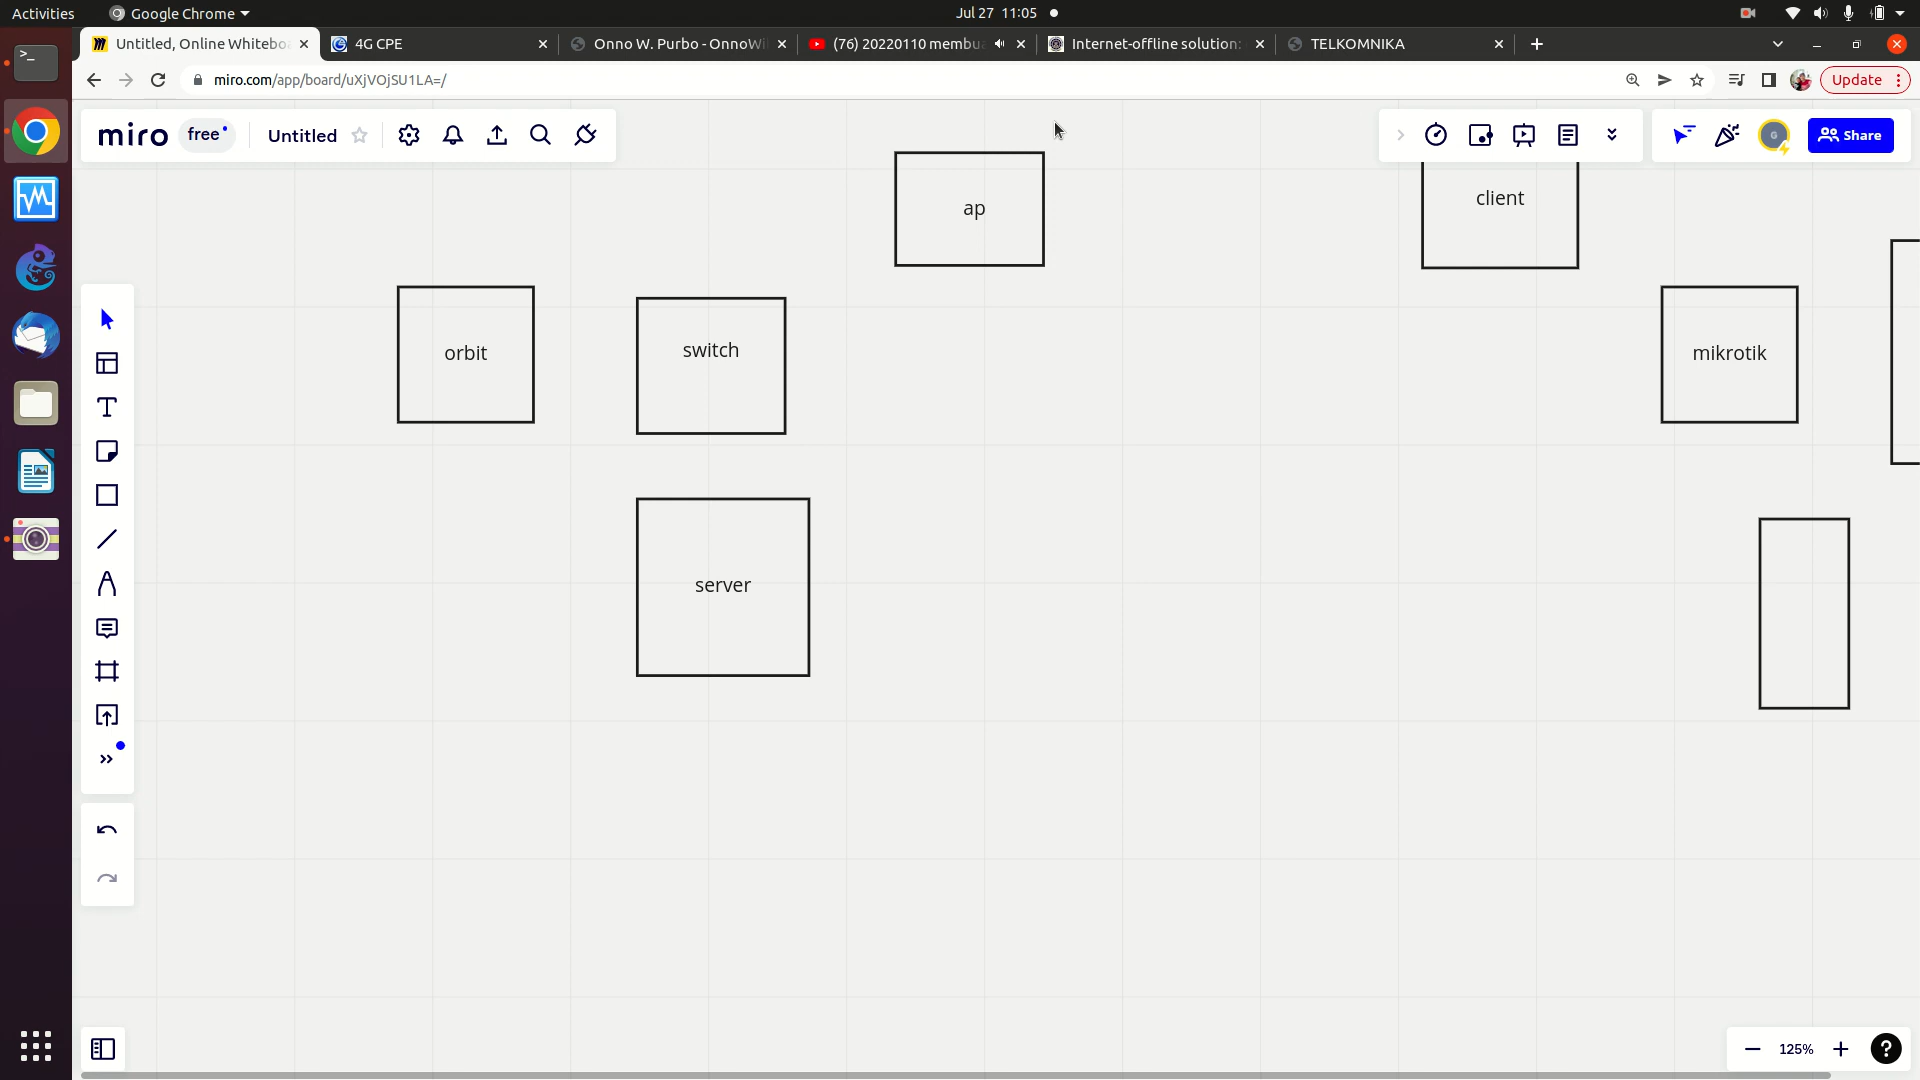 Activities
Google Chrome
Jul 27 11:05
Untitled, Online Whitebo
4G CPE
Onno W. Purbo - OnnoWi
(76) 20220110 membua
Internet-offline solution:
TELKOMNIKA
miro.com/app/board/uXjVOjSU1LA=/
Update
miro
free
Untitled
Share
ap
client
orbit
switch
mikrotik
server
125%